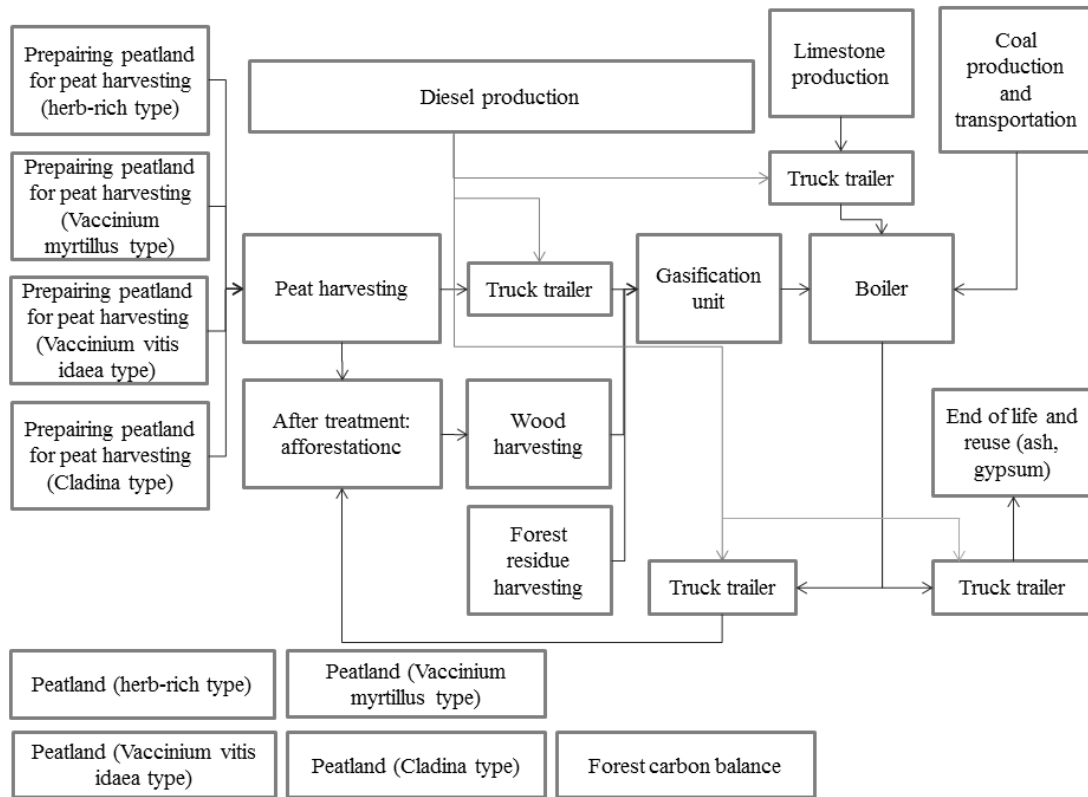 Prepairing peatland
for peat harvesting
(herb-rich type)
Diesel production
Limestone
production
Coal
production
and
transportation
Prepairing peatland
for peat harvesting
(Vaccinium
myrtillus type)
Truck trailer
Prepairing peatland
for peat harvesting
(Vaccinium vitis
idaea type)
Peat harvesting
Truck trailer
Gasification
unit
Boiler
Prepairing peatland
for peat harvesting
(Cladina type)
After treatment:
afforestationc
Wood
harvesting
End of life and
reuse (ash,
gypsum)
Forest
residue
harvesting
Truck trailer
Truck trailer
Peatland (herb-rich type)
Peatland (Vaccinium
myrtillus type)
Peatland (Vaccinium vitis
idaea type)
Peatland (Cladina type)
Forest carbon balance